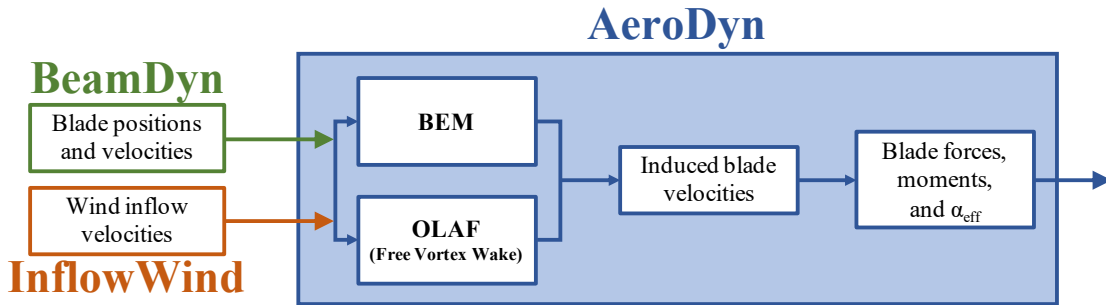 AeroDyn
BeamDyn
Blade positions
and velocities
Wind inflow
velocities
InflowWind
BEM
OLAF
(Free Vortex Wake)
Induced blade
velocities
Blade forces,
moments,
and αeff